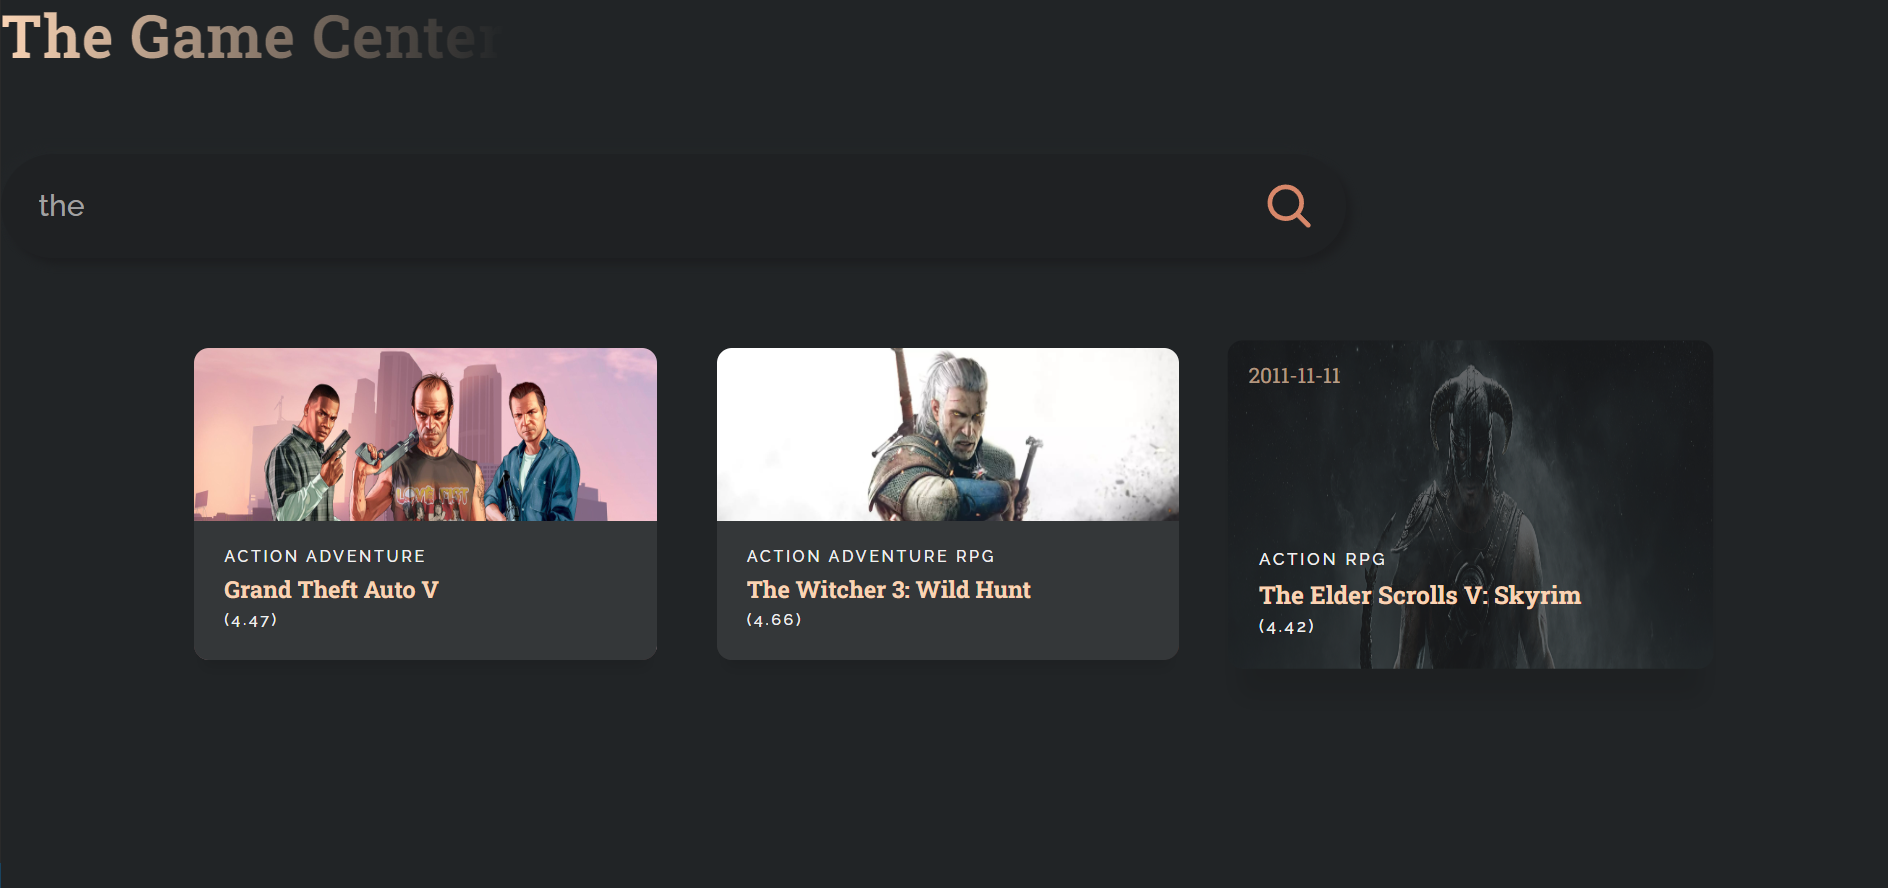 The Game Center
the
ACTION ADVENTURE
Grand Theft Auto V
(4.47)
ACTION ADVENTURE RPG
The Witcher 3: Wild Hunt
(4.66)
2011-11-11
ACTION RPG
The Elder Scrolls V: Skyrim
(4.42)